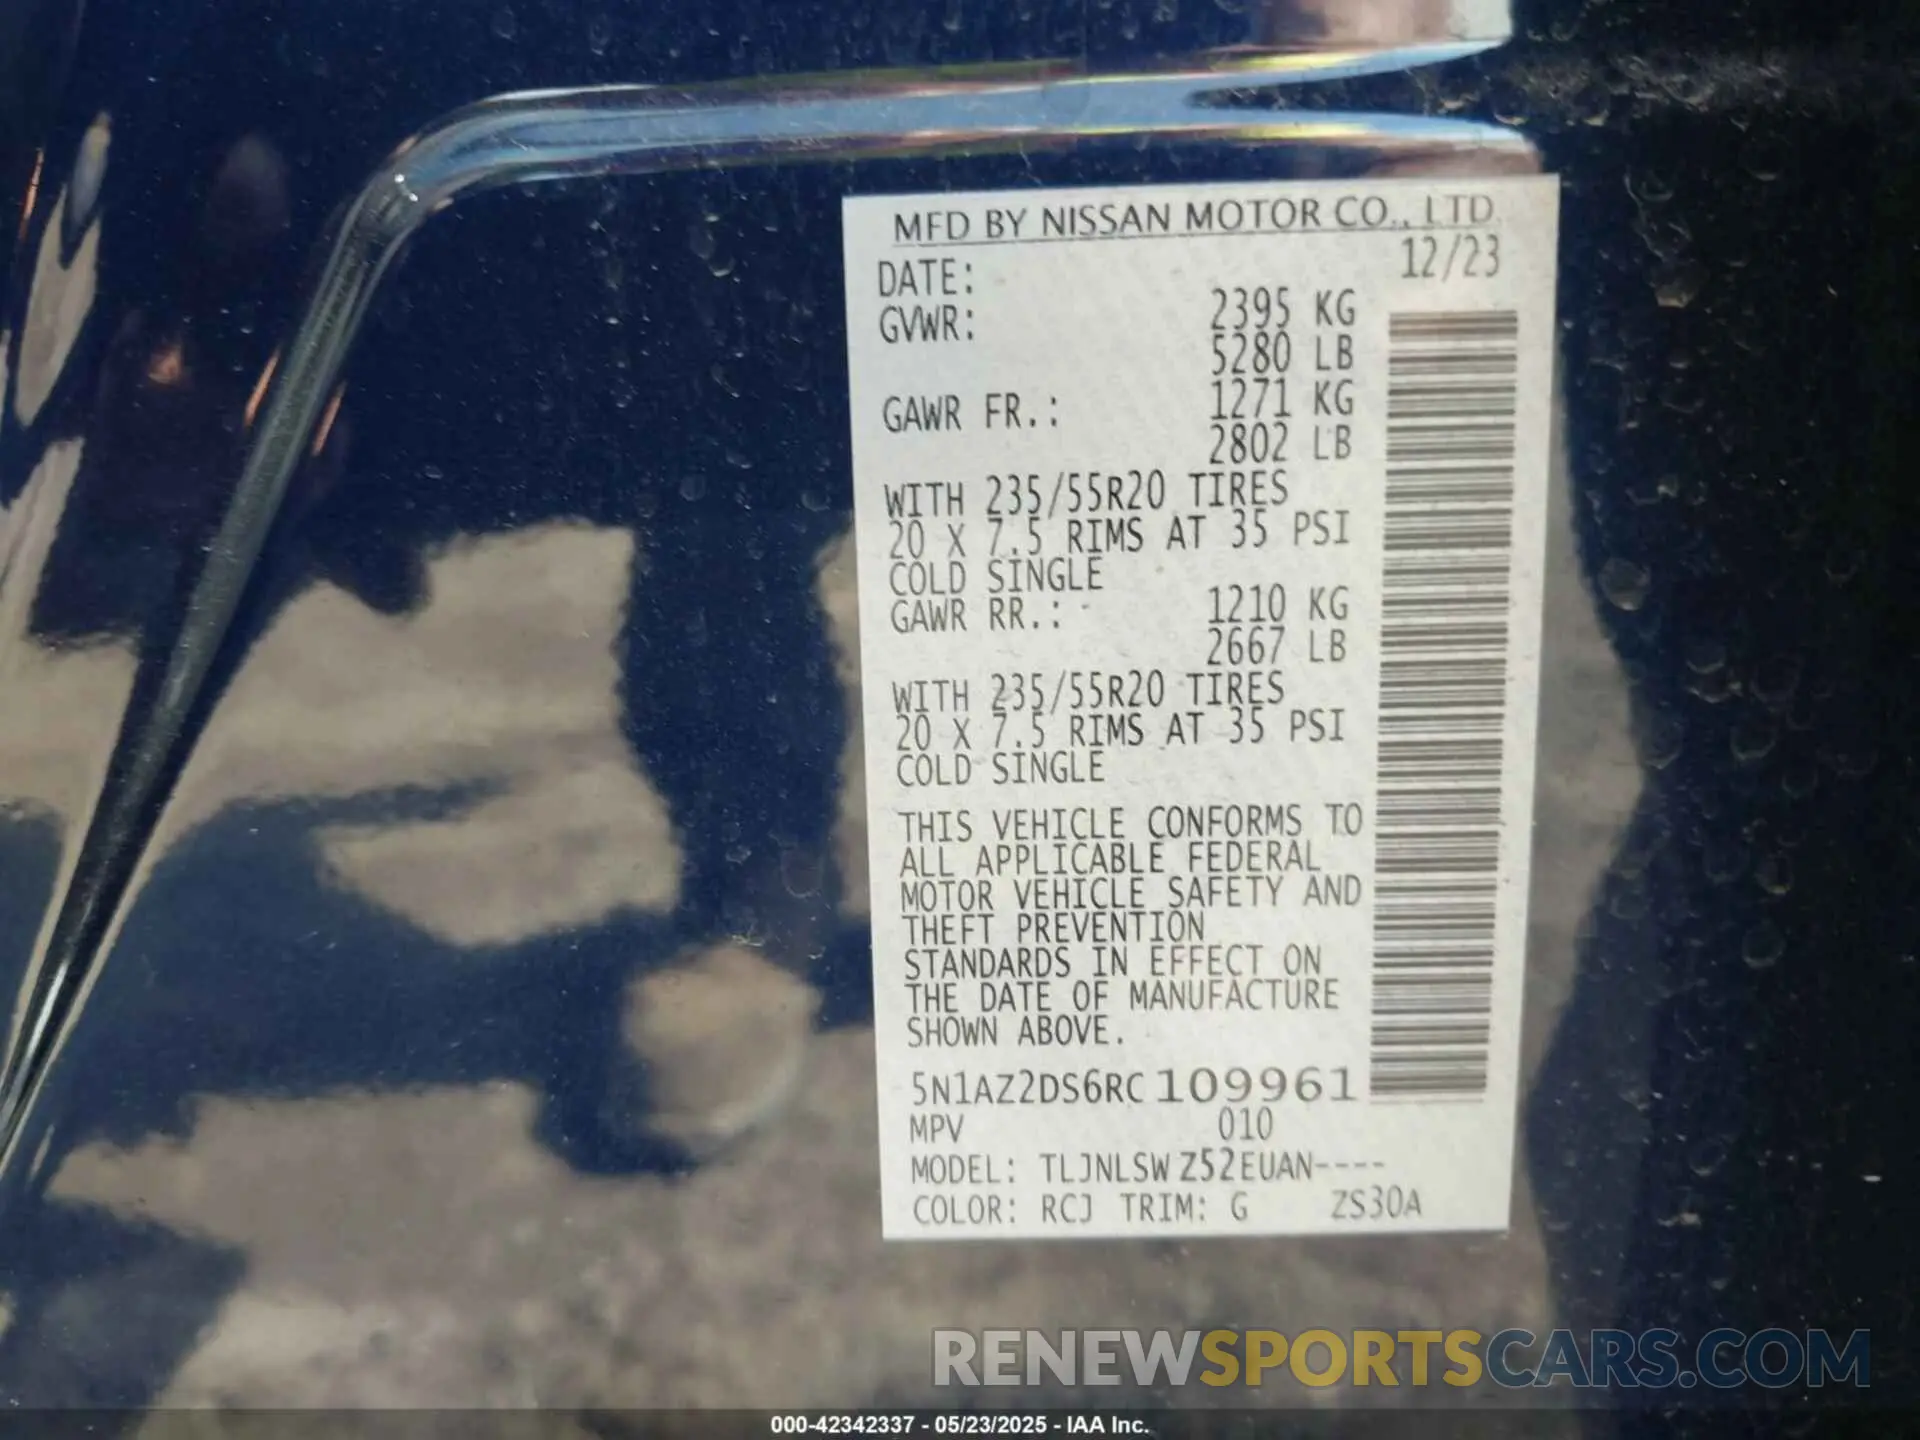 MFD BY NISSAN MOTOR CO., LTD.
DATE: 12/23
GVWR: 2395 KG
5280 LB
GAWR FR.: 1271 KG
2802 LB
WITH 235/55R20 TIRES
20 X 7.5 RIMS AT 35 PSI
COLD SINGLE
GAWR RR.: 1210 KG
2667 LB
WITH 235/55R20 TIRES
20 X 7.5 RIMS AT 35 PSI
COLD SINGLE
THIS VEHICLE CONFORMS TO
ALL APPLICABLE FEDERAL
MOTOR VEHICLE SAFETY AND
THEFT PREVENTION
STANDARDS IN EFFECT ON
THE DATE OF MANUFACTURE
SHOWN ABOVE.
5N1AZ2DS6RC109961
MPV 010
MODEL: TLJNLSW Z52EUAN----
COLOR: RCJ TRIM: G ZS30A
RENEWSPORTSCARS.COM
000-42342337 - 05/23/2025 - IAA Inc.